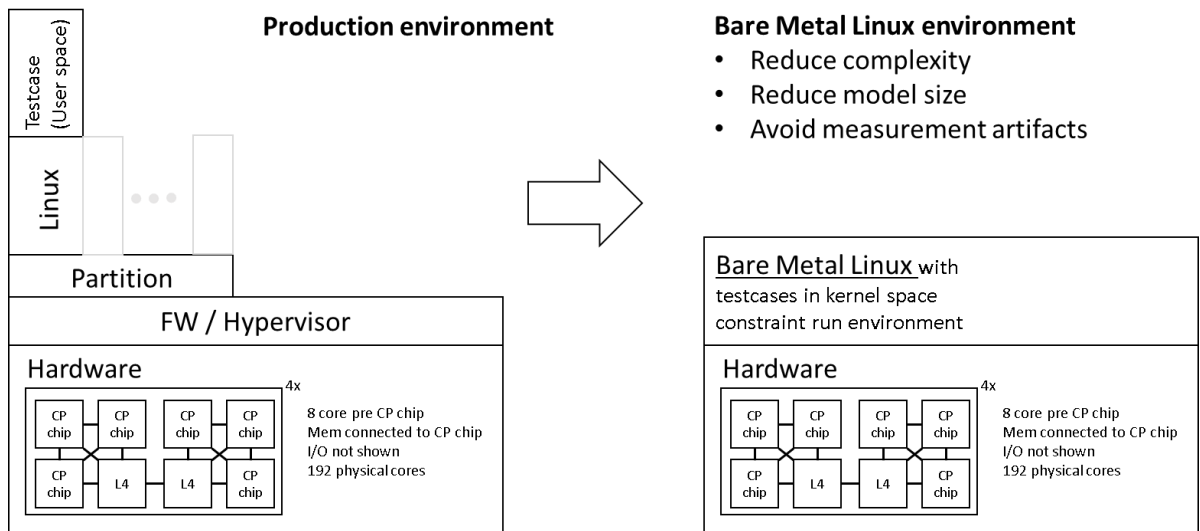 Production environment
Testcase
(User space)
Linux
Partition
FW / Hypervisor
Hardware
4x
CP
chip
CP
chip
CP
chip
CP
chip
CP
chip
L4
L4
CP
chip
8 core pre CP chip
Mem connected to CP chip
I/O not shown
192 physical cores
Bare Metal Linux environment
• Reduce complexity
• Reduce model size
• Avoid measurement artifacts
Bare Metal Linux with
testcases in kernel space
constraint run environment
Hardware
4x
CP
chip
CP
chip
CP
chip
CP
chip
CP
chip
L4
L4
CP
chip
8 core pre CP chip
Mem connected to CP chip
I/O not shown
192 physical cores